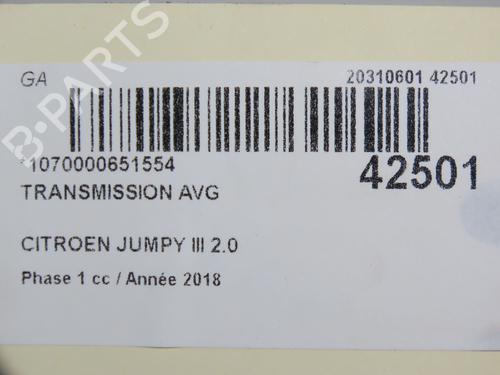 GA 20310601 42501
*1070000651554 42501
TRANSMISSION AVG
CITROEN JUMPY III 2.0
Phase 1 cc / Année 2018
B-PARTS